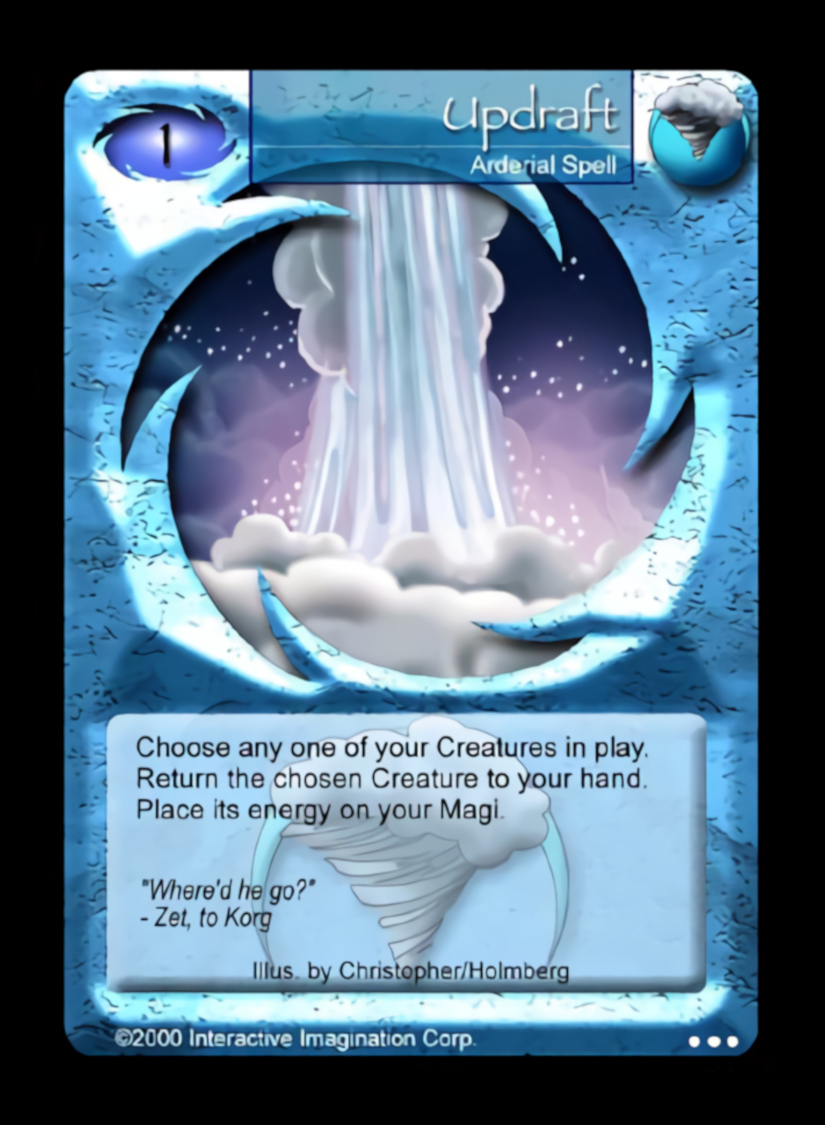 1
Updraft
Arderial Spell
Choose any one of your Creatures in play.
Return the chosen Creature to your hand.
Place its energy on your Magi.
"Where'd he go?"
- Zet, to Korg
Illus. by Christopher/Holmberg
©2000 Interactive Imagination Corp.